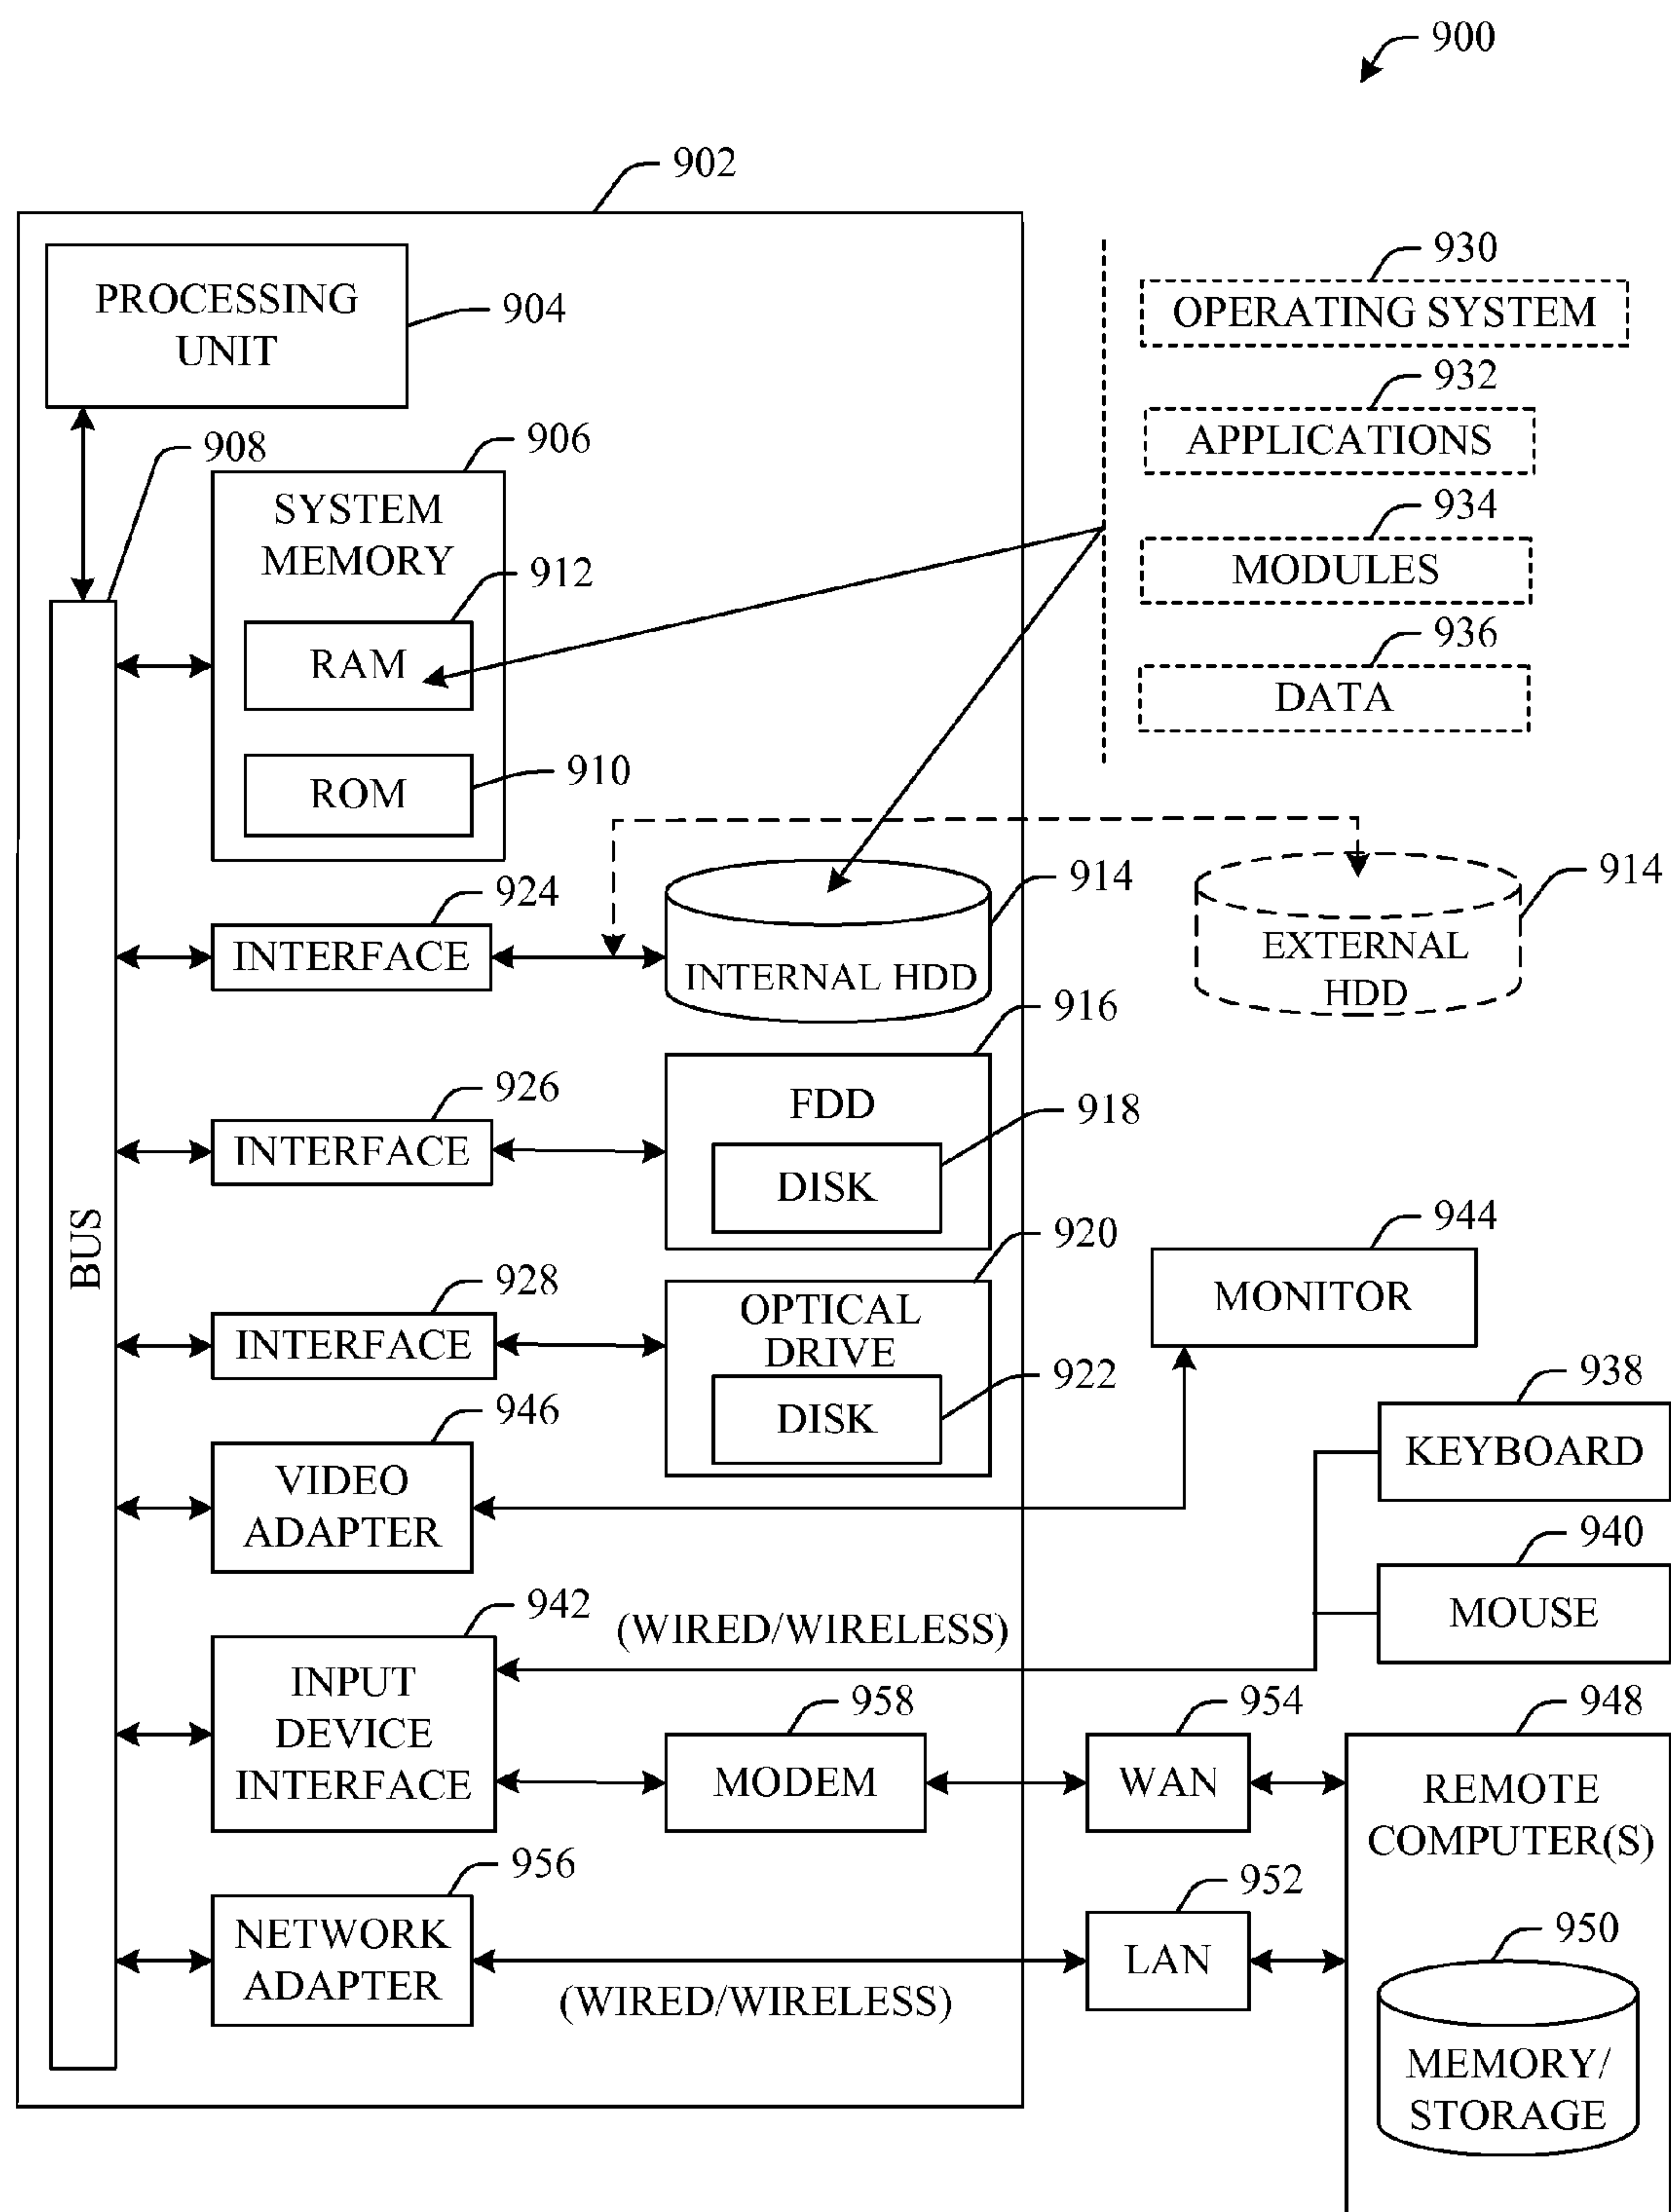 900
902
PROCESSING
UNIT
904
908
906
SYSTEM
MEMORY
912
RAM
910
ROM
930
OPERATING SYSTEM
932
APPLICATIONS
934
MODULES
936
DATA
BUS
924
INTERFACE
914
INTERNAL HDD
914
EXTERNAL
HDD
926
INTERFACE
916
FDD
918
DISK
928
INTERFACE
920
OPTICAL
DRIVE
922
DISK
944
MONITOR
946
VIDEO
ADAPTER
938
KEYBOARD
940
MOUSE
942
INPUT
DEVICE
INTERFACE
(WIRED/WIRELESS)
958
MODEM
954
WAN
948
REMOTE
COMPUTER(S)
956
NETWORK
ADAPTER
(WIRED/WIRELESS)
952
LAN
950
MEMORY/
STORAGE